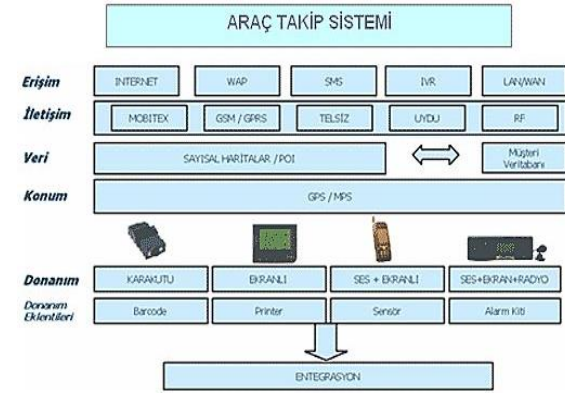 ARAÇ TAKİP SİSTEMİ
Erişim INTERNET WAP SMS IVR LAN/WAN
İletişim MOBITEX GSM / GPRS TELSİZ UYDU RF
Veri SAYISAL HARİTALAR / POI Müşteri
Veritabanı
Konum GPS / MPS
Donanım KARAKUTU EKRANLI SES + EKRANLI SES+EKRAN+RADYO
Donanım
Eklentileri Barcode Printer Sensör Alarm Kiti
ENTEGRASYON